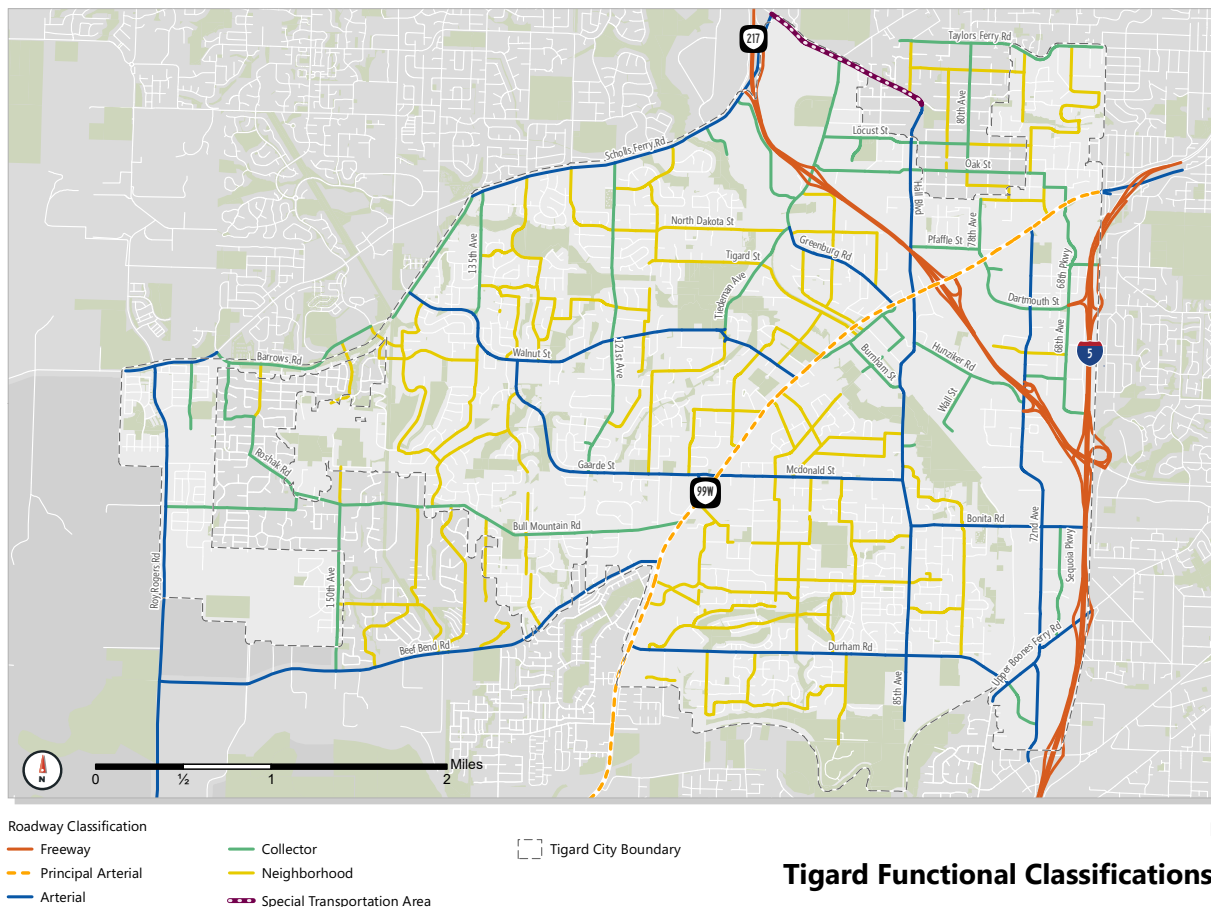 217
Taylors Ferry Rd
80th Ave
Locust St
Scholls Ferry Rd
Oak St
Hall Blvd
North Dakota St
78th Ave
Pfaffle St
Greenburg Rd
135th Ave
Tigard St
68th Pkwy
Tiedeman Ave
Dartmouth St
68th Ave
Walnut St
121st Ave
Barrows Rd
Burnham St
Hunziker Rd
5
Wall St
Roshak Rd
Gaarde St
Mcdonald St
99W
Bull Mountain Rd
Bonita Rd
72nd Ave
Sequoia Pkwy
Roy Rogers Rd
150th Ave
Beef Bend Rd
Durham Rd
Upper Boones Ferry Rd
85th Ave
N
Miles
0 ½ 1 2
Roadway Classification
Freeway
Principal Arterial
Arterial
Collector
Neighborhood
Special Transportation Area
Tigard City Boundary
Tigard Functional Classifications